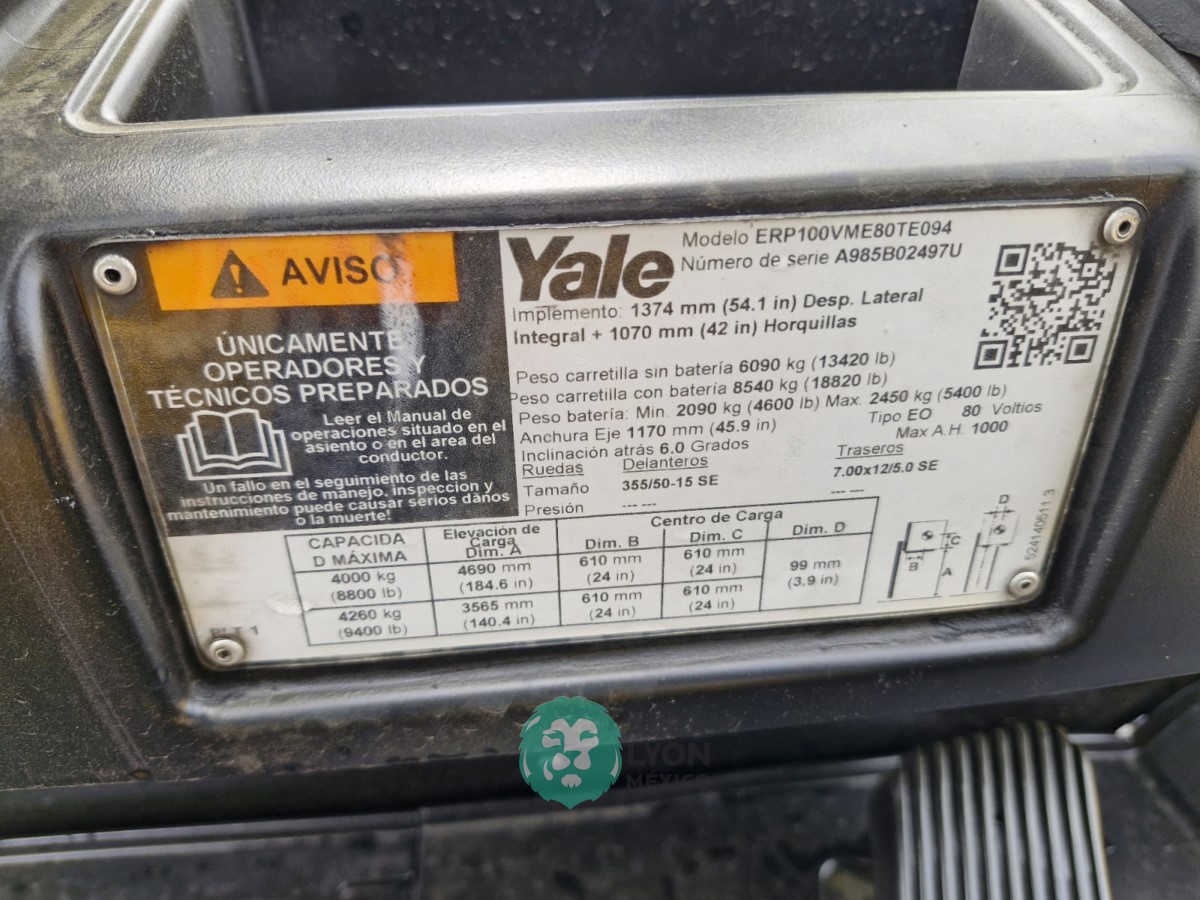 AVISO
ÚNICAMENTE
OPERADORES Y
TÉCNICOS PREPARADOS
Leer el Manual de
operaciones situado en el
asiento o en el area del
conductor.
Un fallo en el seguimiento de las
instrucciones de manejo, inspeccion y
mantenimiento puede causar serios daños
o la muerte!
Yale
Modelo ERP100VME80TE094
Número de serie A985B02497U
Implemento: 1374 mm (54.1 in) Desp. Lateral
Integral + 1070 mm (42 in) Horquillas
Peso carretilla sin batería 6090 kg (13420 lb)
Peso carretilla con batería 8540 kg (18820 lb)
Peso batería: Min. 2090 kg (4600 lb) Max. 2450 kg (5400 lb)
Tipo EO 80 Voltios
Anchura Eje 1170 mm (45.9 in)
Max A.H. 1000
Inclinación atrás 6.0 Grados
Ruedas Delanteros Traseros
Tamaño 355/50-15 SE 7.00x12/5.0 SE
Presión --- --- --- ---
CAPACIDA
D MÁXIMA
Elevación de
Carga
Dim. A
Centro de Carga
Dim. B Dim. C Dim. D
4000 kg 4690 mm 610 mm 610 mm 99 mm
(8800 lb) (184.6 in) (24 in) (24 in) (3.9 in)
4260 kg 3565 mm 610 mm 610 mm
(9400 lb) (140.4 in) (24 in) (24 in)
D
C
B
A
524140511.3
PLT 1
LYON
MÉXICO